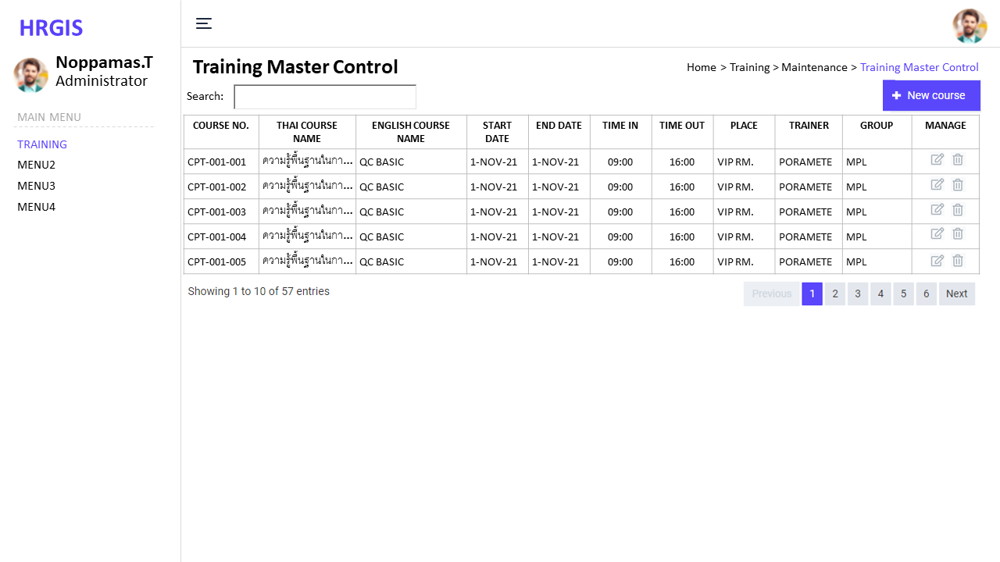 HRGIS
Noppamas.T
Administrator
MAIN MENU
TRAINING
MENU2
MENU3
MENU4
Training Master Control
Home > Training > Maintenance > Training Master Control
Search:
New course
COURSE NO. THAI COURSE NAME ENGLISH COURSE NAME START DATE END DATE TIME IN TIME OUT PLACE TRAINER GROUP MANAGE
CPT-001-001 ความรู้พื้นฐานในกา... QC BASIC 1-NOV-21 1-NOV-21 09:00 16:00 VIP RM. PORAMETE MPL
CPT-001-002 ความรู้พื้นฐานในกา... QC BASIC 1-NOV-21 1-NOV-21 09:00 16:00 VIP RM. PORAMETE MPL
CPT-001-003 ความรู้พื้นฐานในกา... QC BASIC 1-NOV-21 1-NOV-21 09:00 16:00 VIP RM. PORAMETE MPL
CPT-001-004 ความรู้พื้นฐานในกา... QC BASIC 1-NOV-21 1-NOV-21 09:00 16:00 VIP RM. PORAMETE MPL
CPT-001-005 ความรู้พื้นฐานในกา... QC BASIC 1-NOV-21 1-NOV-21 09:00 16:00 VIP RM. PORAMETE MPL
Showing 1 to 10 of 57 entries
Previous 1 2 3 4 5 6 Next